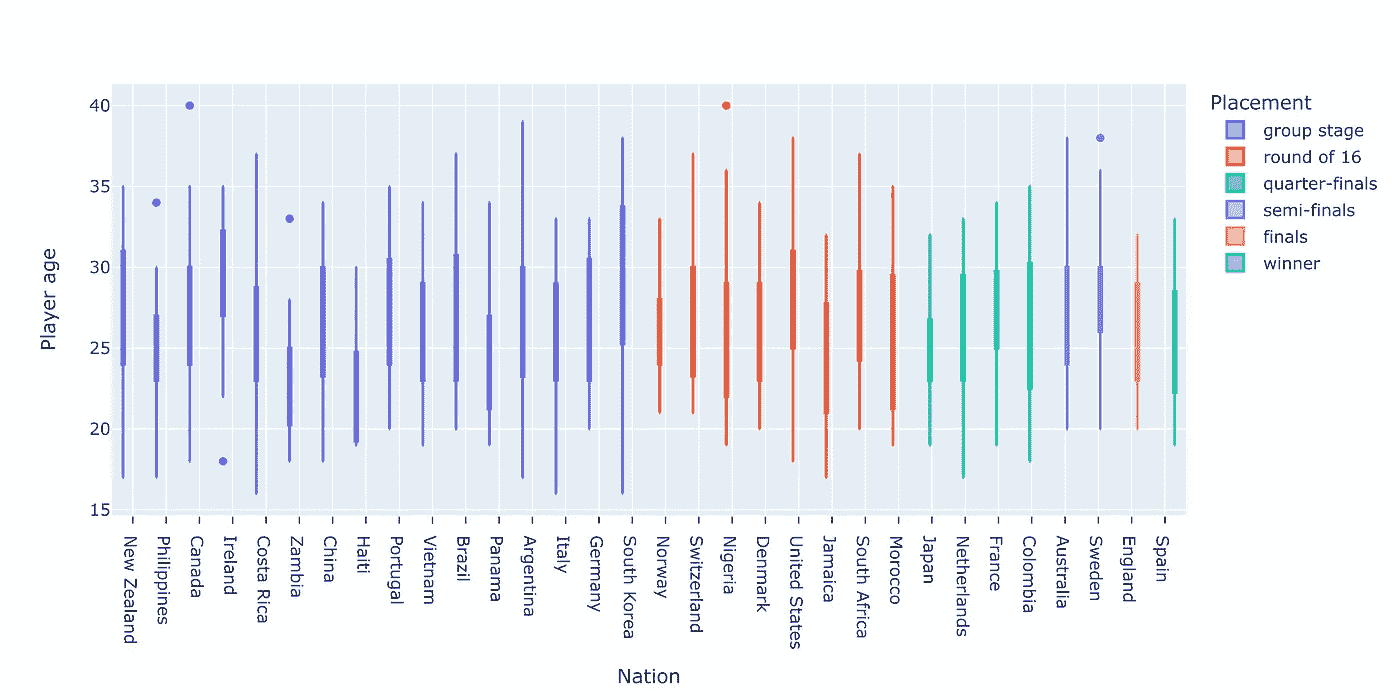 Placement
group stage
round of 16
quarter-finals
semi-finals
finals
winner
Player age
40
35
30
25
20
15
New Zealand
Philippines
Canada
Ireland
Costa Rica
Zambia
China
Haiti
Portugal
Vietnam
Brazil
Panama
Argentina
Italy
Germany
South Korea
Norway
Switzerland
Nigeria
Denmark
United States
Jamaica
South Africa
Morocco
Japan
Netherlands
France
Colombia
Australia
Sweden
England
Spain
Nation